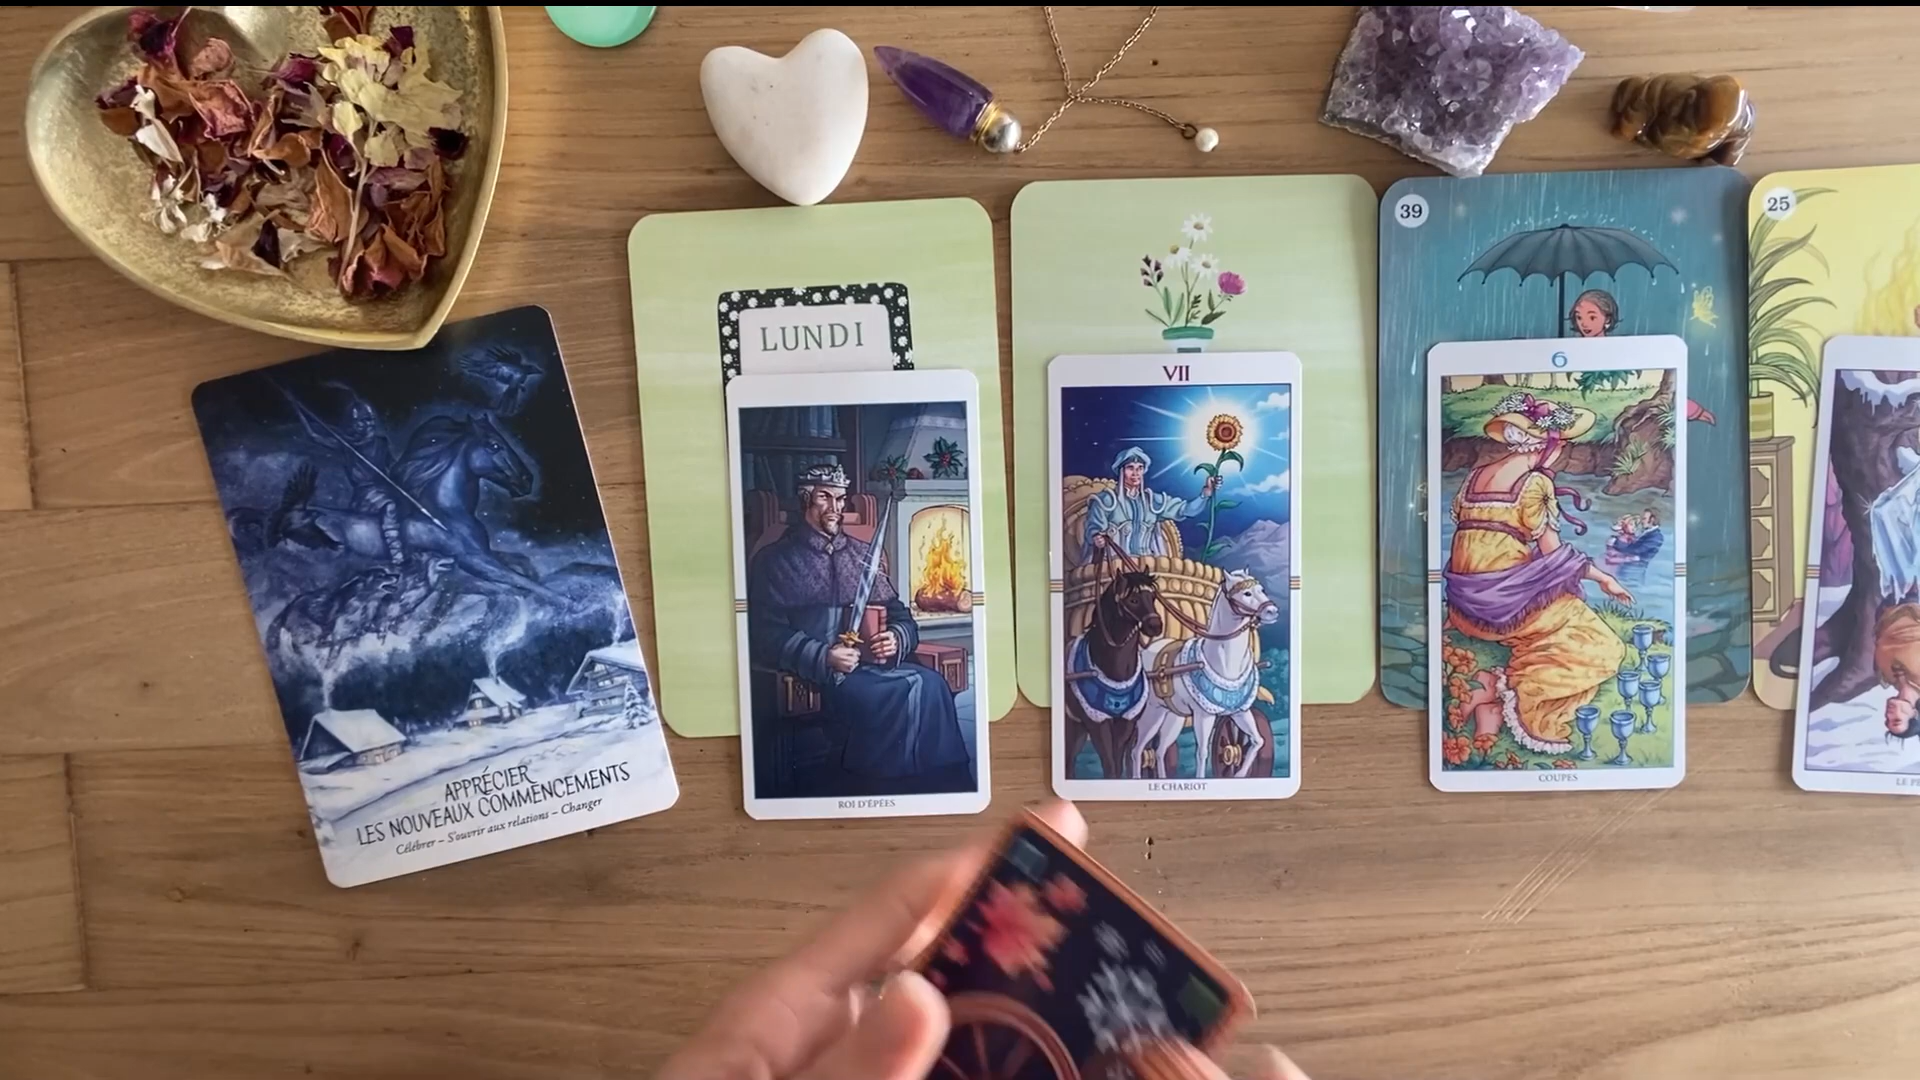 39
25
LUNDI
VII
6
APPRÉCIER
LES NOUVEAUX COMMENCEMENTS
Célébrer – S'ouvrir aux relations – Changer
ROI D'ÉPÉES
LE CHARIOT
COUPES
LE